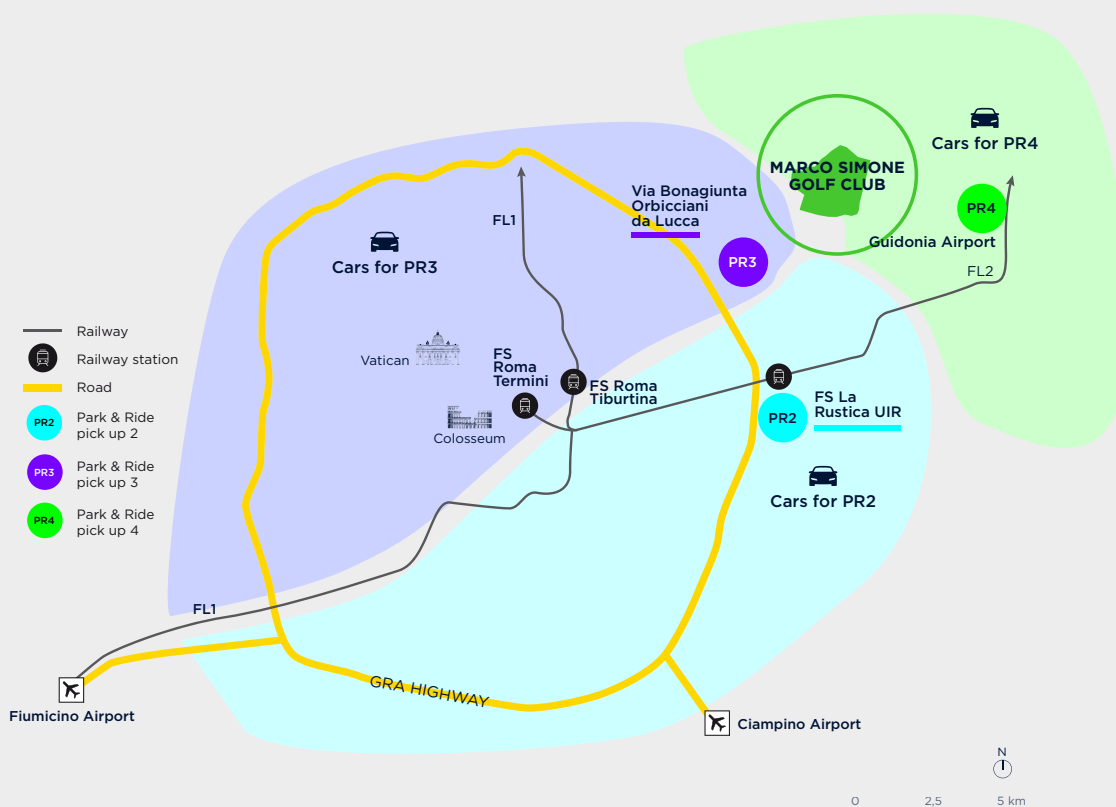 Cars for PR4
MARCO SIMONE
GOLF CLUB
PR4
Guidonia Airport
FL2
Via Bonagiunta
Orbicciani
da Lucca
PR3
FL1
Cars for PR3
Vatican
Colosseum
FS
Roma
Termini
FS Roma
Tiburtina
FS La
Rustica UIR
PR2
Cars for PR2
Railway
Railway station
Road
PR2
Park & Ride
pick up 2
PR3
Park & Ride
pick up 3
PR4
Park & Ride
pick up 4
FL1
GRA HIGHWAY
Fiumicino Airport
Ciampino Airport
N
0 2,5 5 km